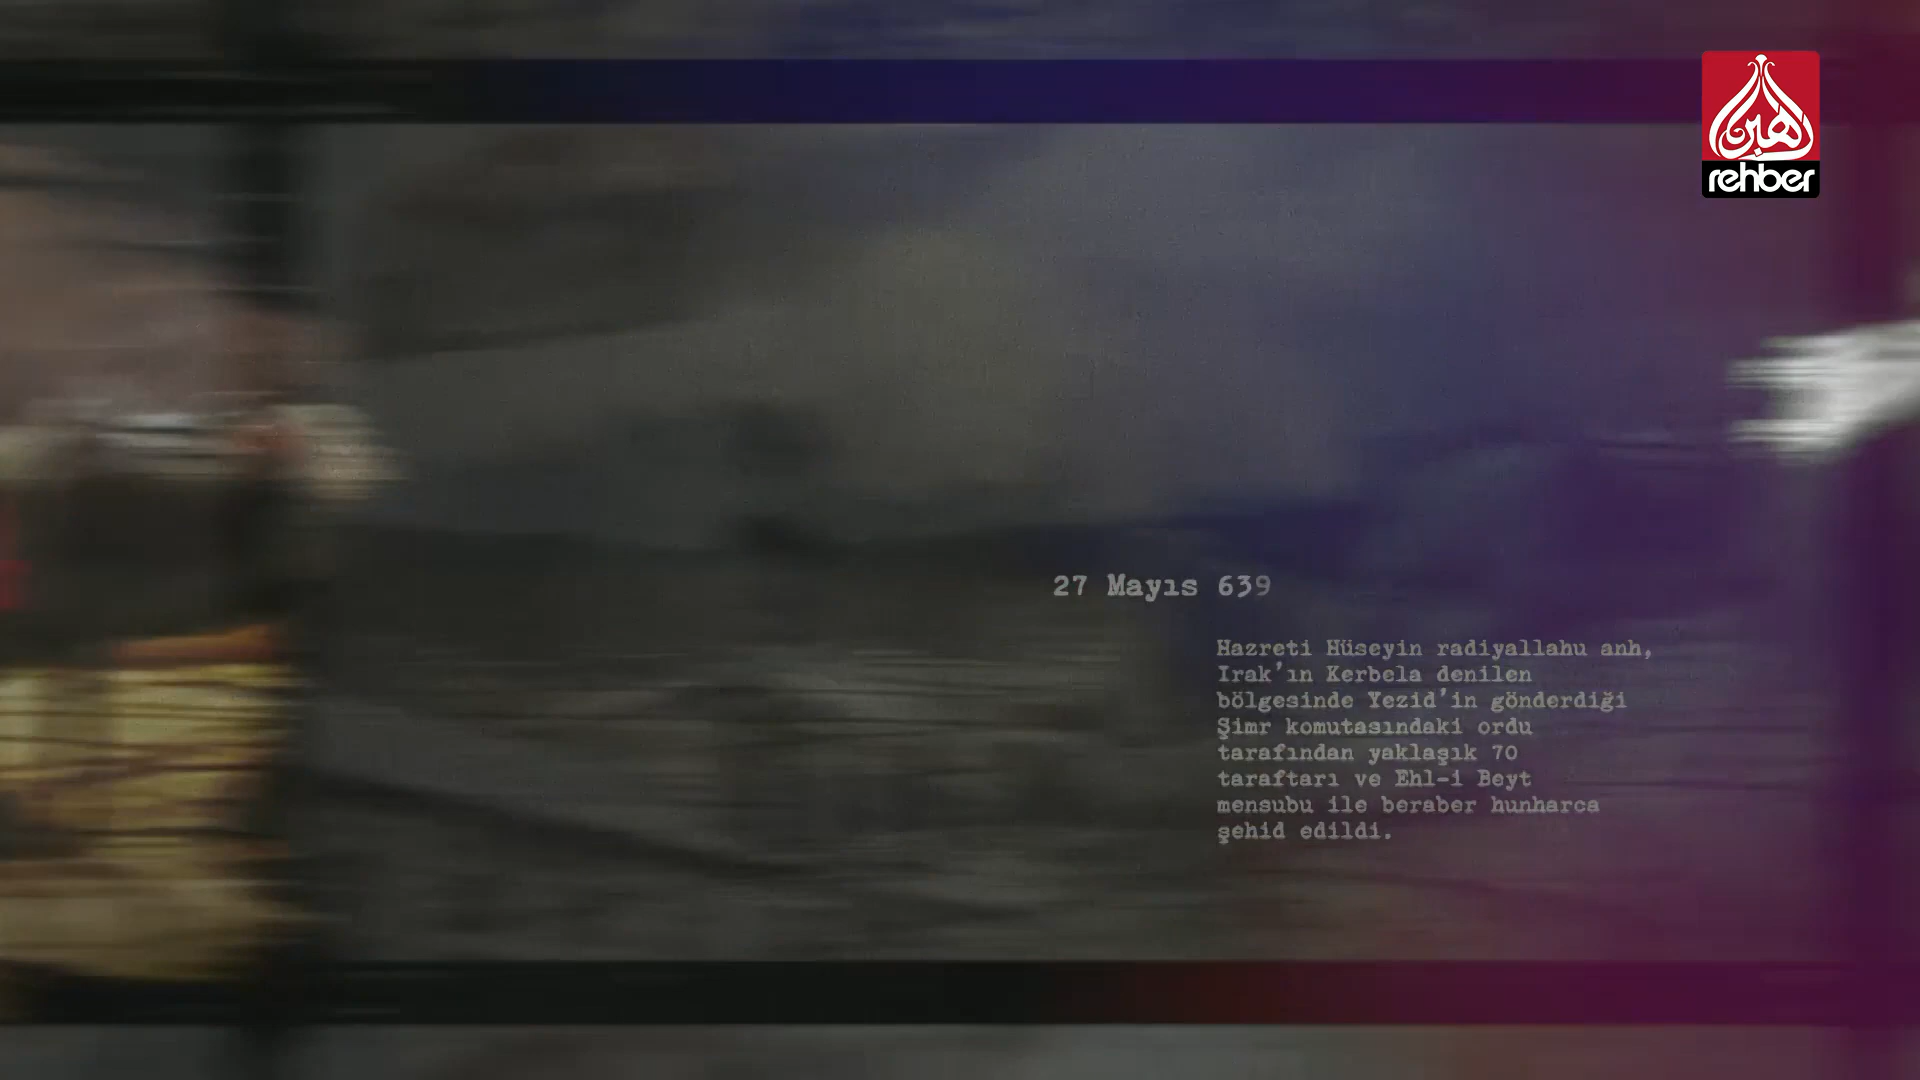 رهبر
rehber
27 Mayıs 639
Hazreti Hüseyin radiyallahu anh,
Irak'ın Kerbela denilen
bölgesinde Yezid'in gönderdiği
Şimr komutasındaki ordu
tarafından yaklaşık 70
taraftarı ve Ehl-i Beyt
mensubu ile beraber hunharca
şehid edildi.